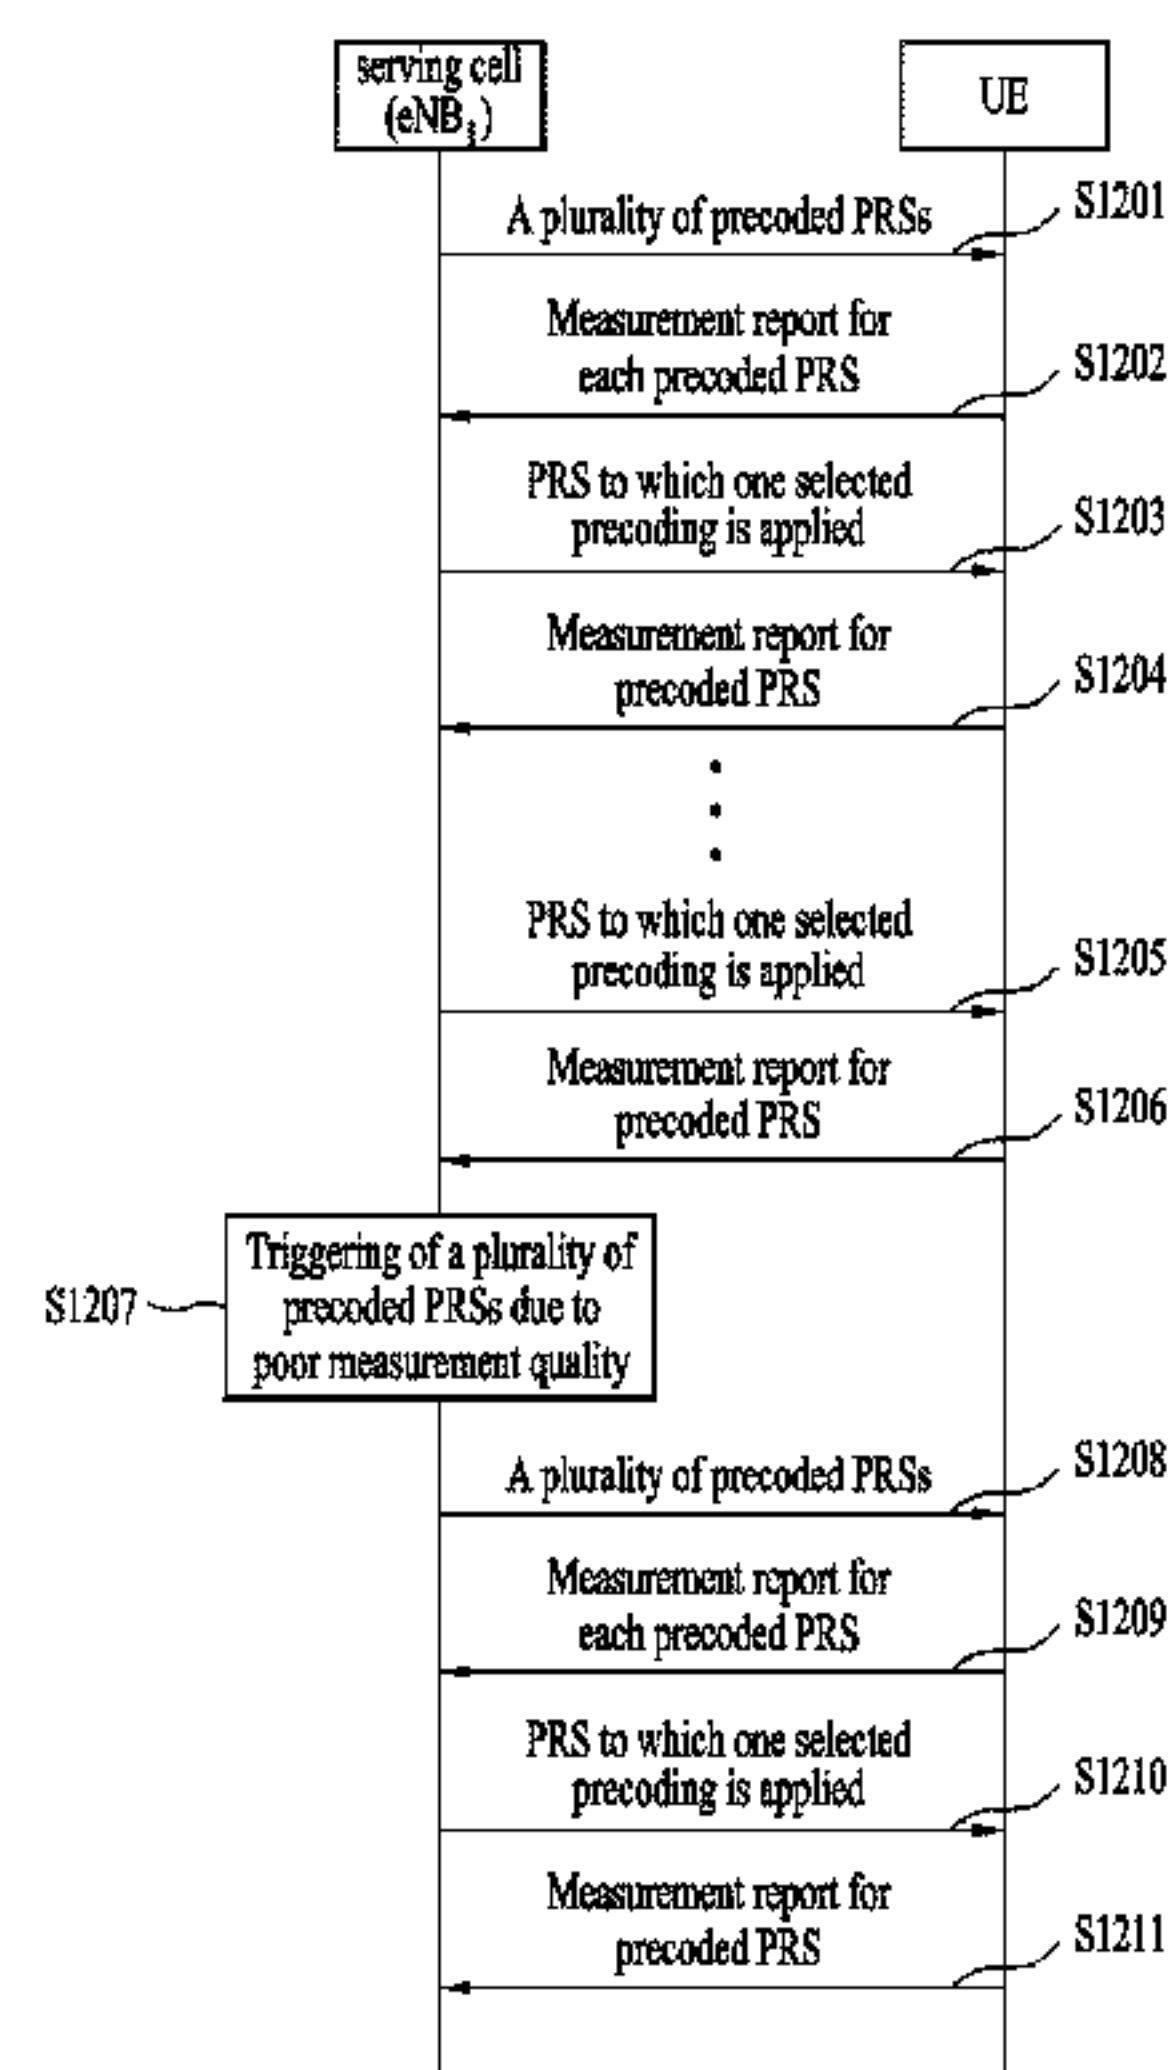 serving cell
(eNB1)
UE
A plurality of precoded PRSs
S1201
Measurement report for
each precoded PRS
S1202
PRS to which one selected
precoding is applied
S1203
Measurement report for
precoded PRS
S1204
PRS to which one selected
precoding is applied
S1205
Measurement report for
precoded PRS
S1206
Triggering of a plurality of
precoded PRSs due to
poor measurement quality
S1207
A plurality of precoded PRSs
S1208
Measurement report for
each precoded PRS
S1209
PRS to which one selected
precoding is applied
S1210
Measurement report for
precoded PRS
S1211